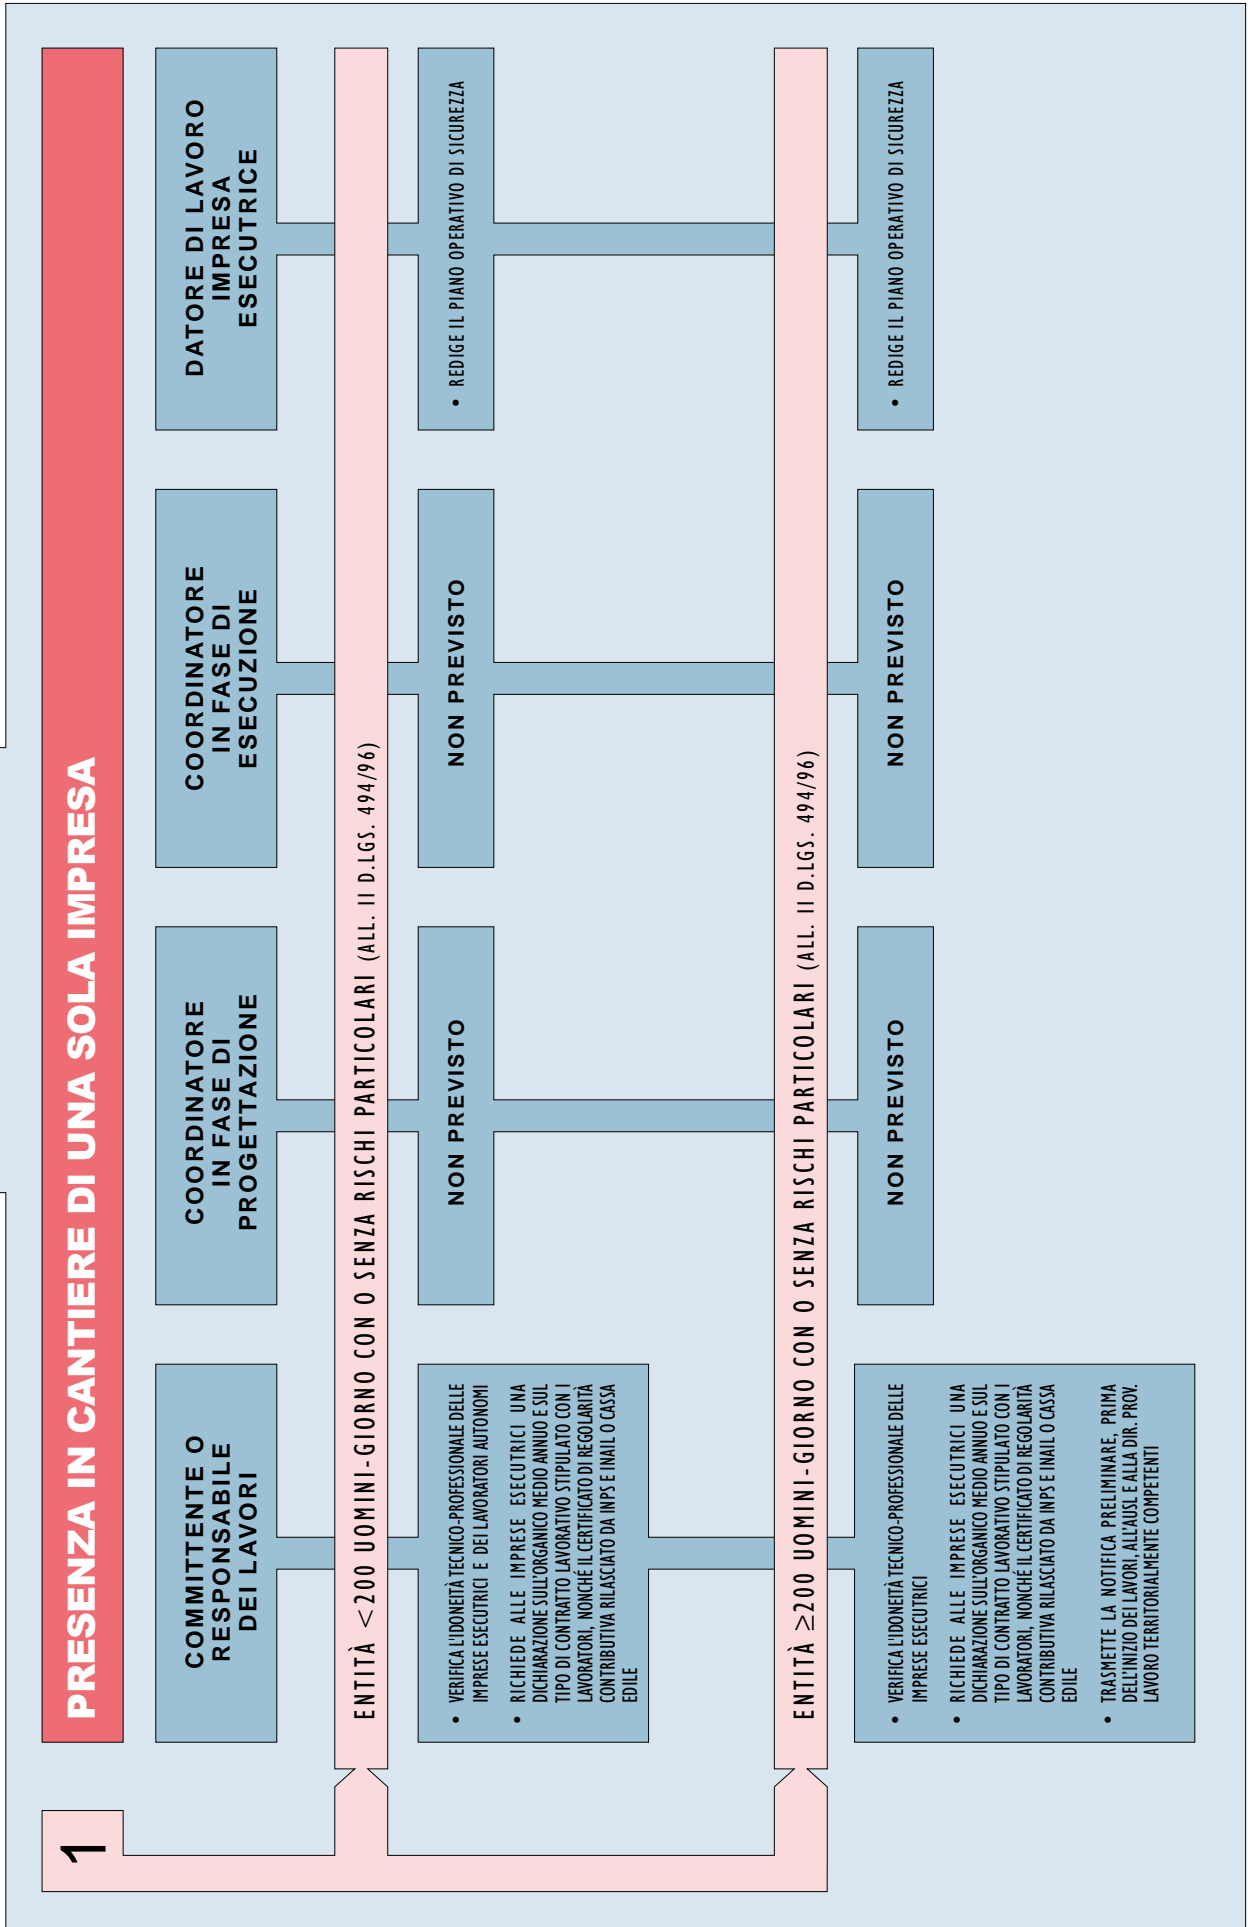 1
PRESENZA IN CANTIERE DI UNA SOLA IMPRESA
COMMITTENTE O
RESPONSABILE
DEI LAVORI
COORDINATORE
IN FASE DI
PROGETTAZIONE
COORDINATORE
IN FASE DI
ESECUZIONE
DATORE DI LAVORO
IMPRESA
ESECUTRICE
ENTITÀ <200 UOMINI-GIORNO CON O SENZA RISCHI PARTICOLARI (ALL. II D.LGS. 494/96)
• VERIFICA L'IDONEITÀ TECNICO-PROFESSIONALE DELLE
IMPRESE ESECUTRICI E DEI LAVORATORI AUTONOMI
• RICHIEDE ALLE IMPRESE ESECUTRICI UNA
DICHIARAZIONE SULL'ORGANICO MEDIO ANNUO E SUL
TIPO DI CONTRATTO LAVORATIVO STIPULATO CON I
LAVORATORI, NONCHÉ IL CERTIFICATO DI REGOLARITÀ
CONTRIBUTIVA RILASCIATO DA INPS E INAIL O CASSA
EDILE
NON PREVISTO
NON PREVISTO
• REDIGE IL PIANO OPERATIVO DI SICUREZZA
ENTITÀ ≥200 UOMINI-GIORNO CON O SENZA RISCHI PARTICOLARI (ALL. II D.LGS. 494/96)
• VERIFICA L'IDONEITÀ TECNICO-PROFESSIONALE DELLE
IMPRESE ESECUTRICI
• RICHIEDE ALLE IMPRESE ESECUTRICI UNA
DICHIARAZIONE SULL'ORGANICO MEDIO ANNUO E SUL
TIPO DI CONTRATTO LAVORATIVO STIPULATO CON I
LAVORATORI, NONCHÉ IL CERTIFICATO DI REGOLARITÀ
CONTRIBUTIVA RILASCIATO DA INPS E INAIL O CASSA
EDILE
• TRASMETTE LA NOTIFICA PRELIMINARE, PRIMA
DELL'INIZIO DEI LAVORI, ALL'AUSL E ALLA DIR. PROV.
LAVORO TERRITORIALMENTE COMPETENTI
NON PREVISTO
NON PREVISTO
• REDIGE IL PIANO OPERATIVO DI SICUREZZA